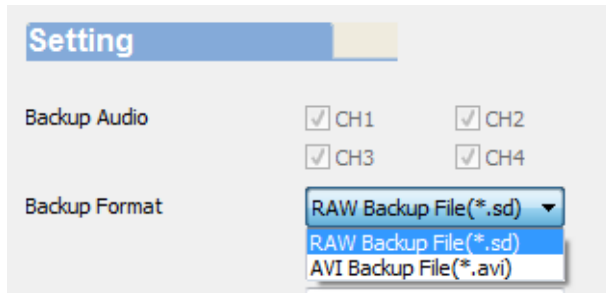 Setting
Backup Audio CH1 CH2
CH3 CH4
Backup Format RAW Backup File(*.sd)
RAW Backup File(*.sd)
AVI Backup File(*.avi)